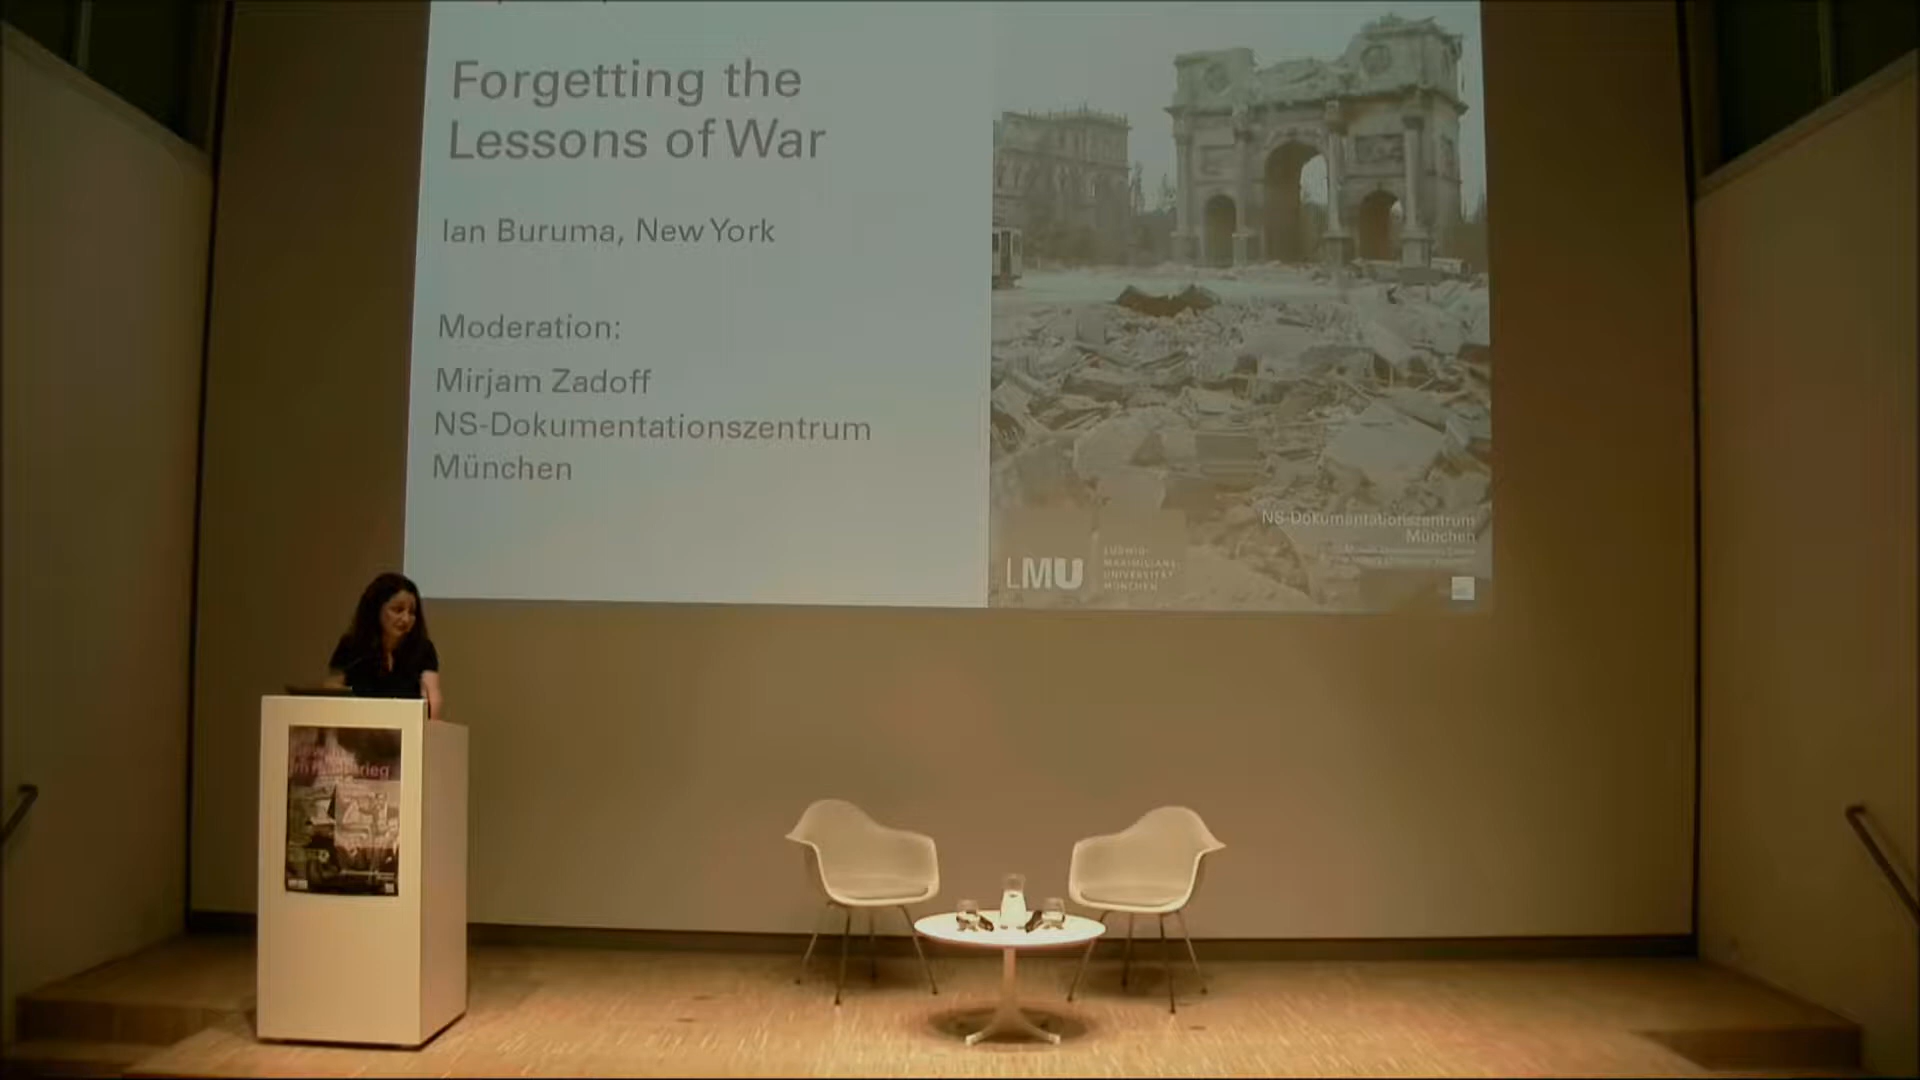 Forgetting the
Lessons of War
Ian Buruma, New York
Moderation:
Mirjam Zadoff
NS-Dokumentationszentrum
München
NS-Dokumentationszentrum
München
LMU
LUDWIG-
MAXIMILIANS-
UNIVERSITÄT
MÜNCHEN